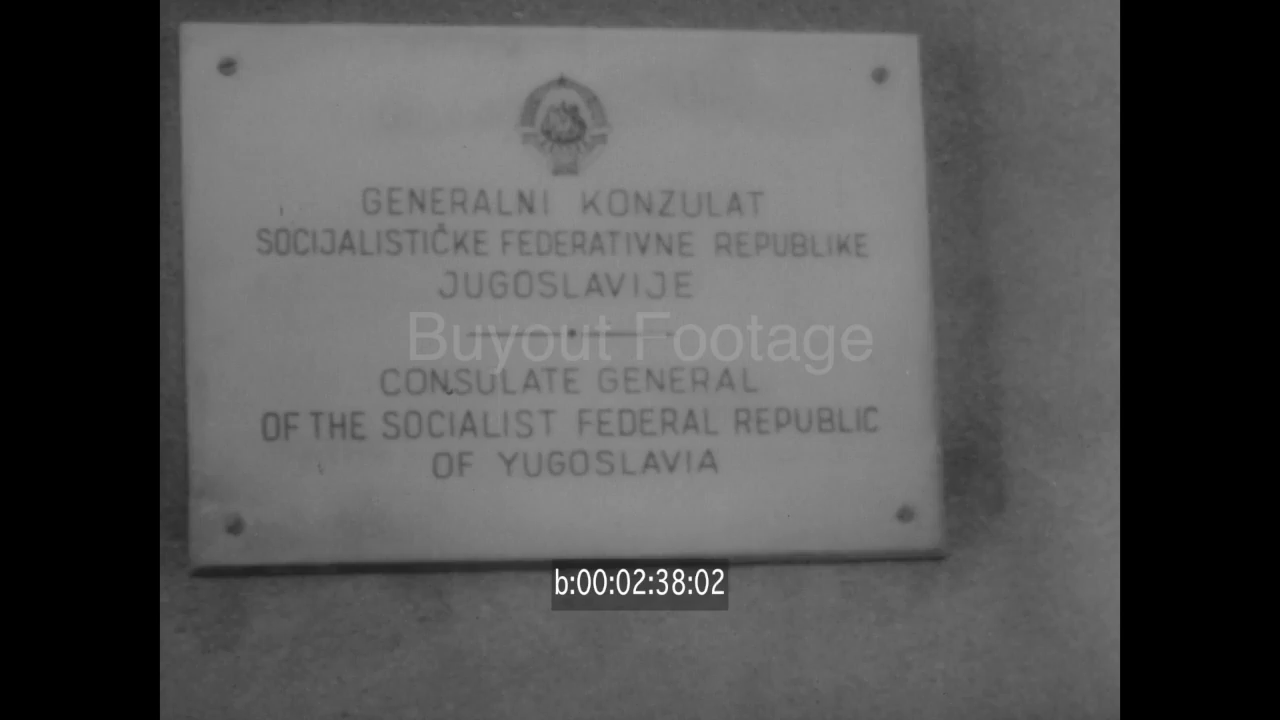 GENERALNI KONZULAT
SOCIJALISTIČKE FEDERATIVNE REPUBLIKE
JUGOSLAVIJE
Buyout Footage
CONSULATE GENERAL
OF THE SOCIALIST FEDERAL REPUBLIC
OF YUGOSLAVIA
b:00:02:38:02